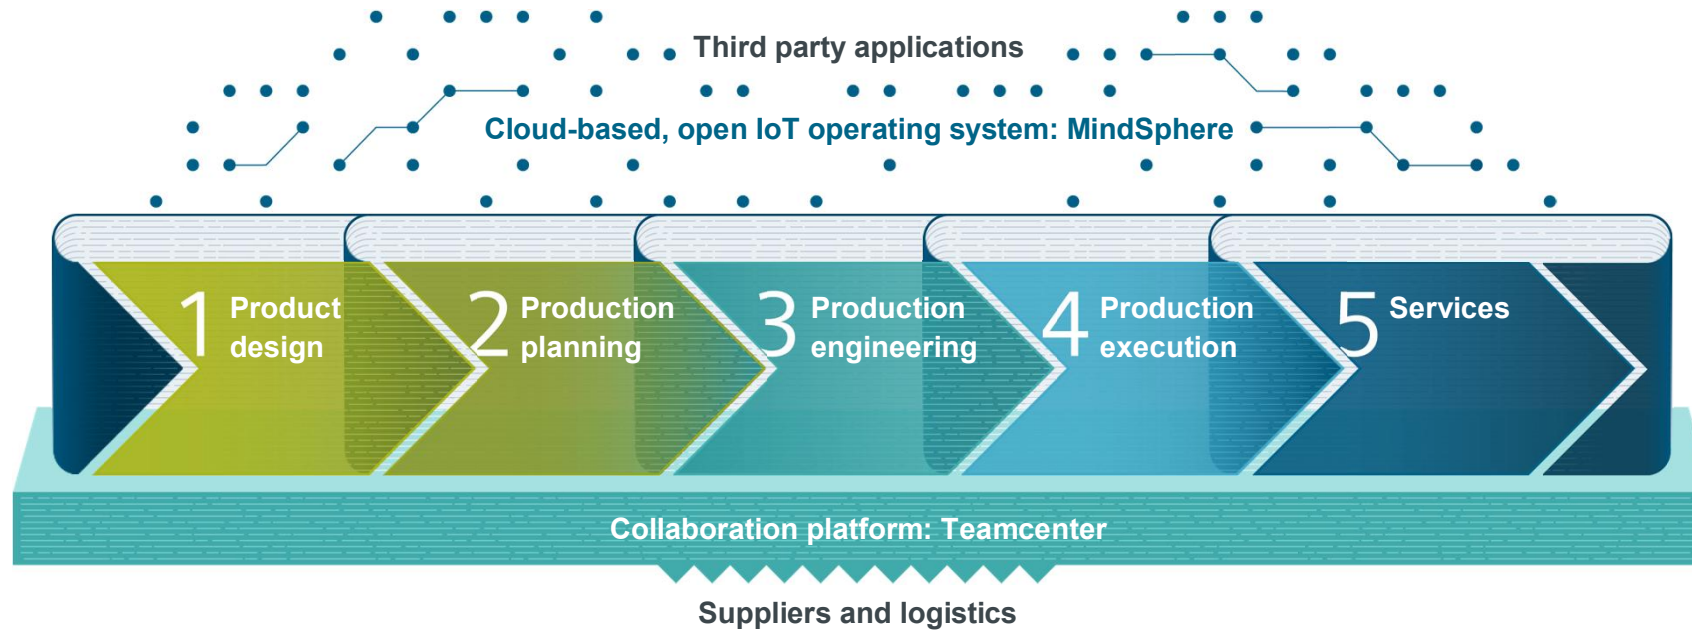 Third party applications
Cloud-based, open IoT operating system: MindSphere
1 Product
design
2 Production
planning
3 Production
engineering
4 Production
execution
5 Services
Collaboration platform: Teamcenter
Suppliers and logistics